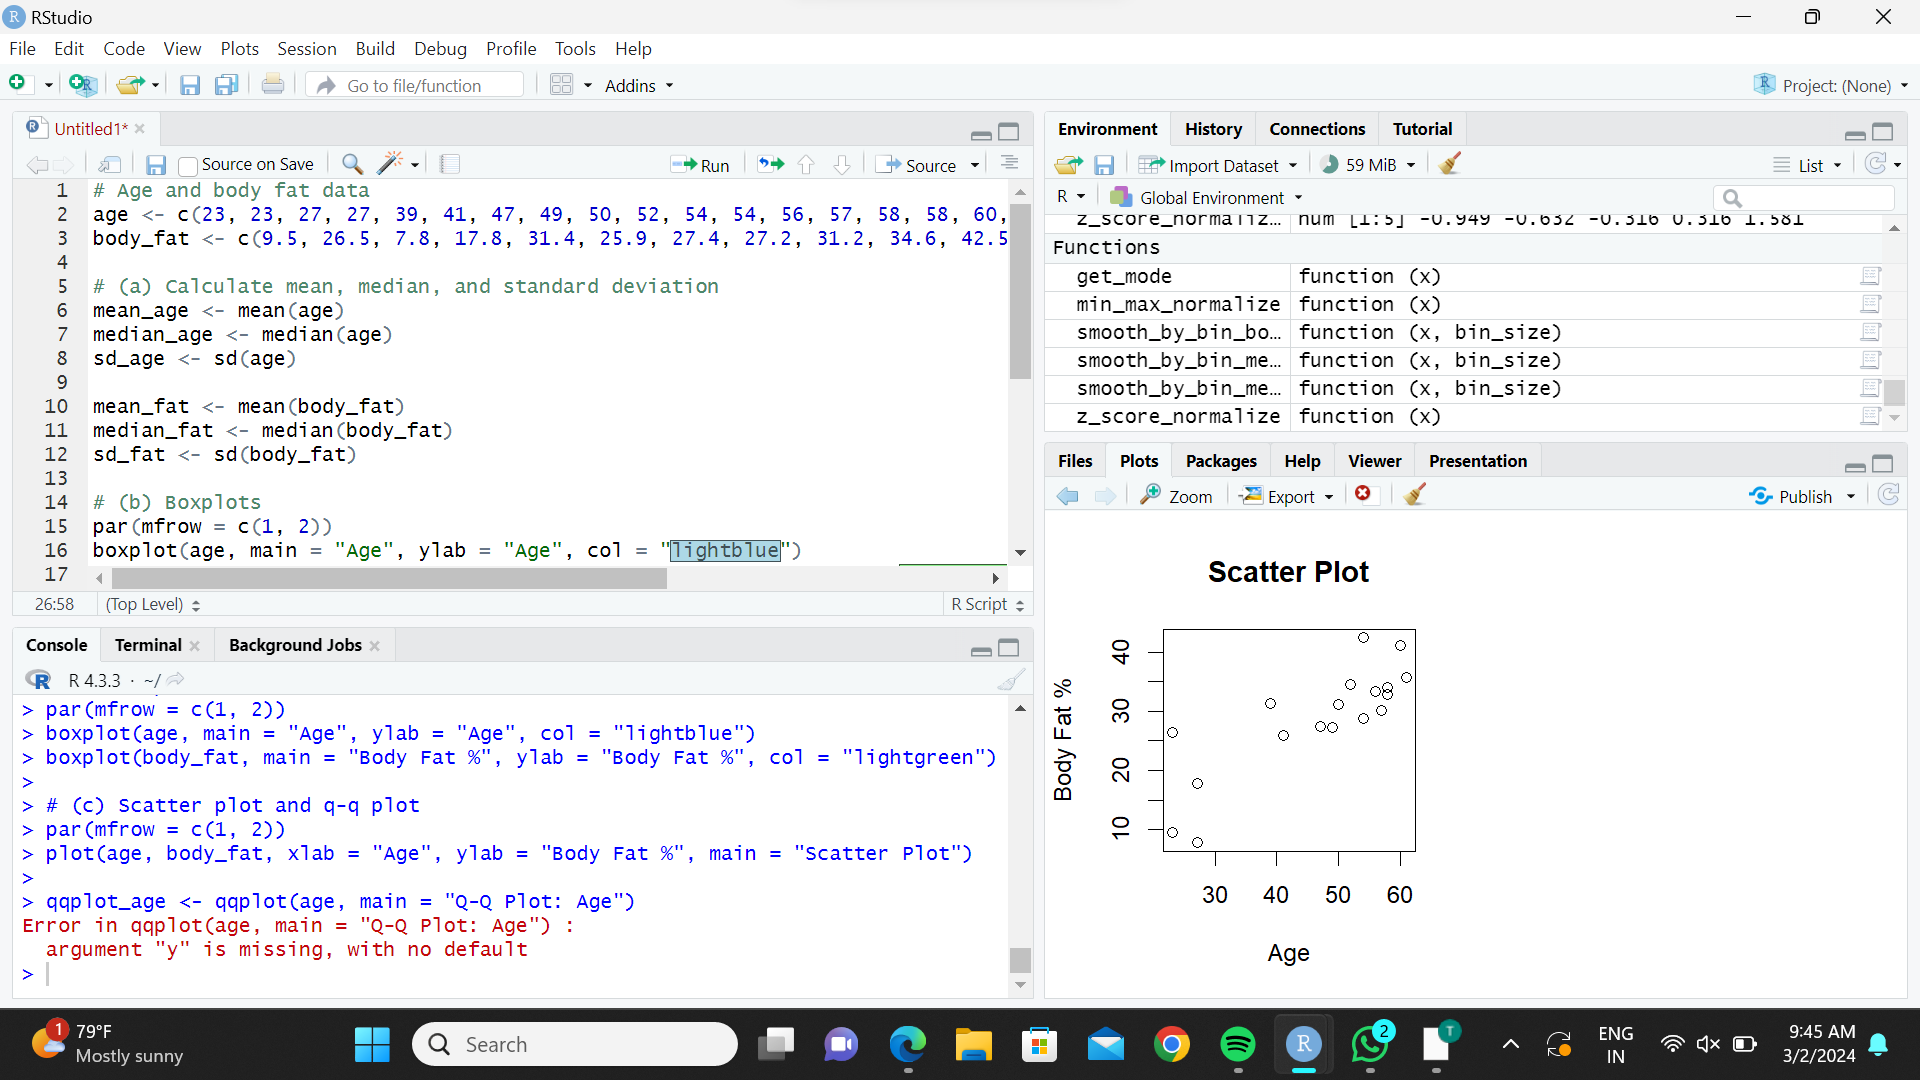 RStudio
File Edit Code View Plots Session Build Debug Profile Tools Help
Go to file/function Addins Project: (None)
Untitled1*
Source on Save Run Source
1 # Age and body fat data
2 age <- c(23, 23, 27, 27, 39, 41, 47, 49, 50, 52, 54, 54, 56, 57, 58, 58, 60,
3 body_fat <- c(9.5, 26.5, 7.8, 17.8, 31.4, 25.9, 27.4, 27.2, 31.2, 34.6, 42.5
4
5 # (a) Calculate mean, median, and standard deviation
6 mean_age <- mean(age)
7 median_age <- median(age)
8 sd_age <- sd(age)
9
10 mean_fat <- mean(body_fat)
11 median_fat <- median(body_fat)
12 sd_fat <- sd(body_fat)
13
14 # (b) Boxplots
15 par(mfrow = c(1, 2))
16 boxplot(age, main = "Age", ylab = "Age", col = "lightblue")
17
26:58 (Top Level) R Script
Console Terminal Background Jobs
R 4.3.3 · ~/
> par(mfrow = c(1, 2))
> boxplot(age, main = "Age", ylab = "Age", col = "lightblue")
> boxplot(body_fat, main = "Body Fat %", ylab = "Body Fat %", col = "lightgreen")
>
> # (c) Scatter plot and q-q plot
> par(mfrow = c(1, 2))
> plot(age, body_fat, xlab = "Age", ylab = "Body Fat %", main = "Scatter Plot")
>
> qqplot_age <- qqplot(age, main = "Q-Q Plot: Age")
Error in qqplot(age, main = "Q-Q Plot: Age") :
argument "y" is missing, with no default
>
Environment History Connections Tutorial
Import Dataset 59 MiB List
R Global Environment
z_score_normaliz… num [1:5] -0.949 -0.632 -0.316 0.316 1.581
Functions
get_mode function (x)
min_max_normalize function (x)
smooth_by_bin_bo… function (x, bin_size)
smooth_by_bin_me… function (x, bin_size)
smooth_by_bin_me… function (x, bin_size)
z_score_normalize function (x)
Files Plots Packages Help Viewer Presentation
Zoom Export Publish
Scatter Plot
Body Fat %
40
30
20
10
30 40 50 60
Age
1 79°F
Mostly sunny
Search
R
2
T
ENG
IN
9:45 AM
3/2/2024